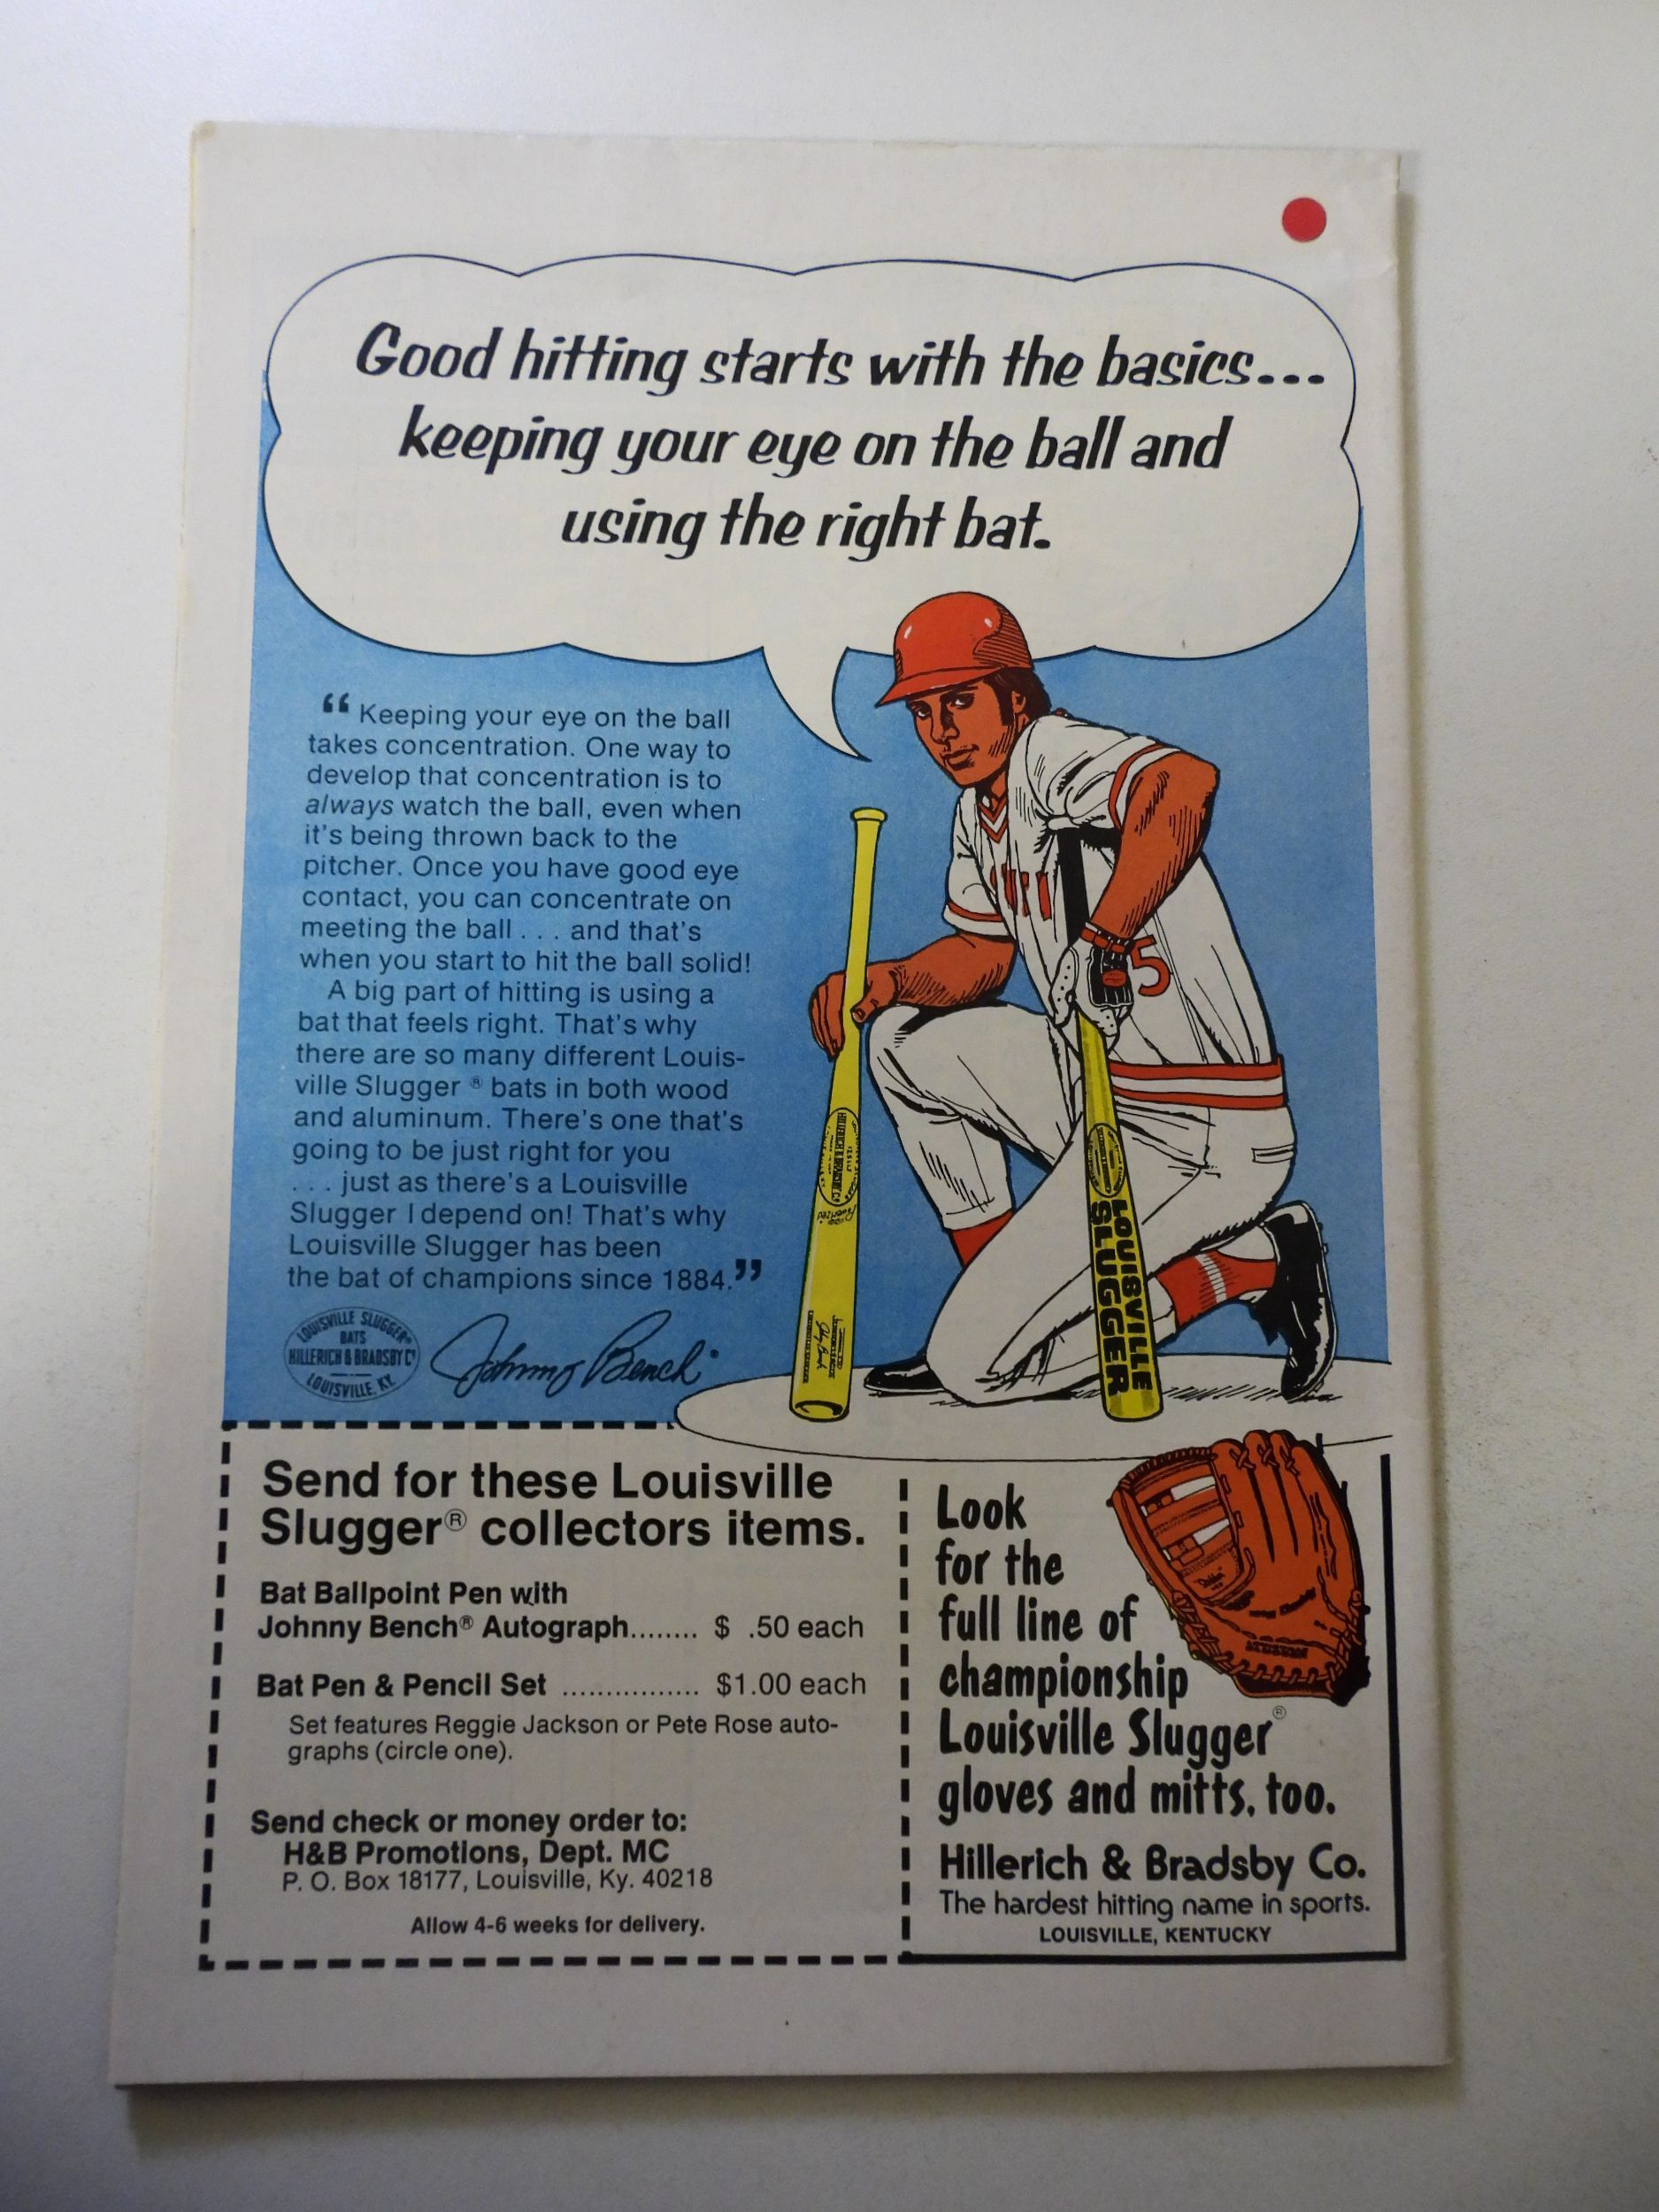 Good hitting starts with the basics...
keeping your eye on the ball and
using the right bat.
“Keeping your eye on the ball
takes concentration. One way to
develop that concentration is to
always watch the ball, even when
it's being thrown back to the
pitcher. Once you have good eye
contact, you can concentrate on
meeting the ball . . . and that's
when you start to hit the ball solid!
A big part of hitting is using a
bat that feels right. That's why
there are so many different Louis-
ville Slugger ® bats in both wood
and aluminum. There's one that's
going to be just right for you
. . . just as there's a Louisville
Slugger I depend on! That's why
Louisville Slugger has been
the bat of champions since 1884.”
LOUISVILLE SLUGGER®
BATS
HILLERICH & BRADSBY Cº
LOUISVILLE, KY.
Johnny Bench
5
HILLERICH & BRADSBY Cº
LOUISVILLE
SLUGGER
Send for these Louisville
Slugger® collectors items.
Bat Ballpoint Pen with
Johnny Bench® Autograph........ $ .50 each
Bat Pen & Pencil Set ................ $1.00 each
Set features Reggie Jackson or Pete Rose auto-
graphs (circle one).
Send check or money order to:
H&B Promotions, Dept. MC
P. O. Box 18177, Louisville, Ky. 40218
Allow 4-6 weeks for delivery.
Look
for the
full line of
championship
Louisville Slugger®
gloves and mitts, too.
Hillerich & Bradsby Co.
The hardest hitting name in sports.
LOUISVILLE, KENTUCKY